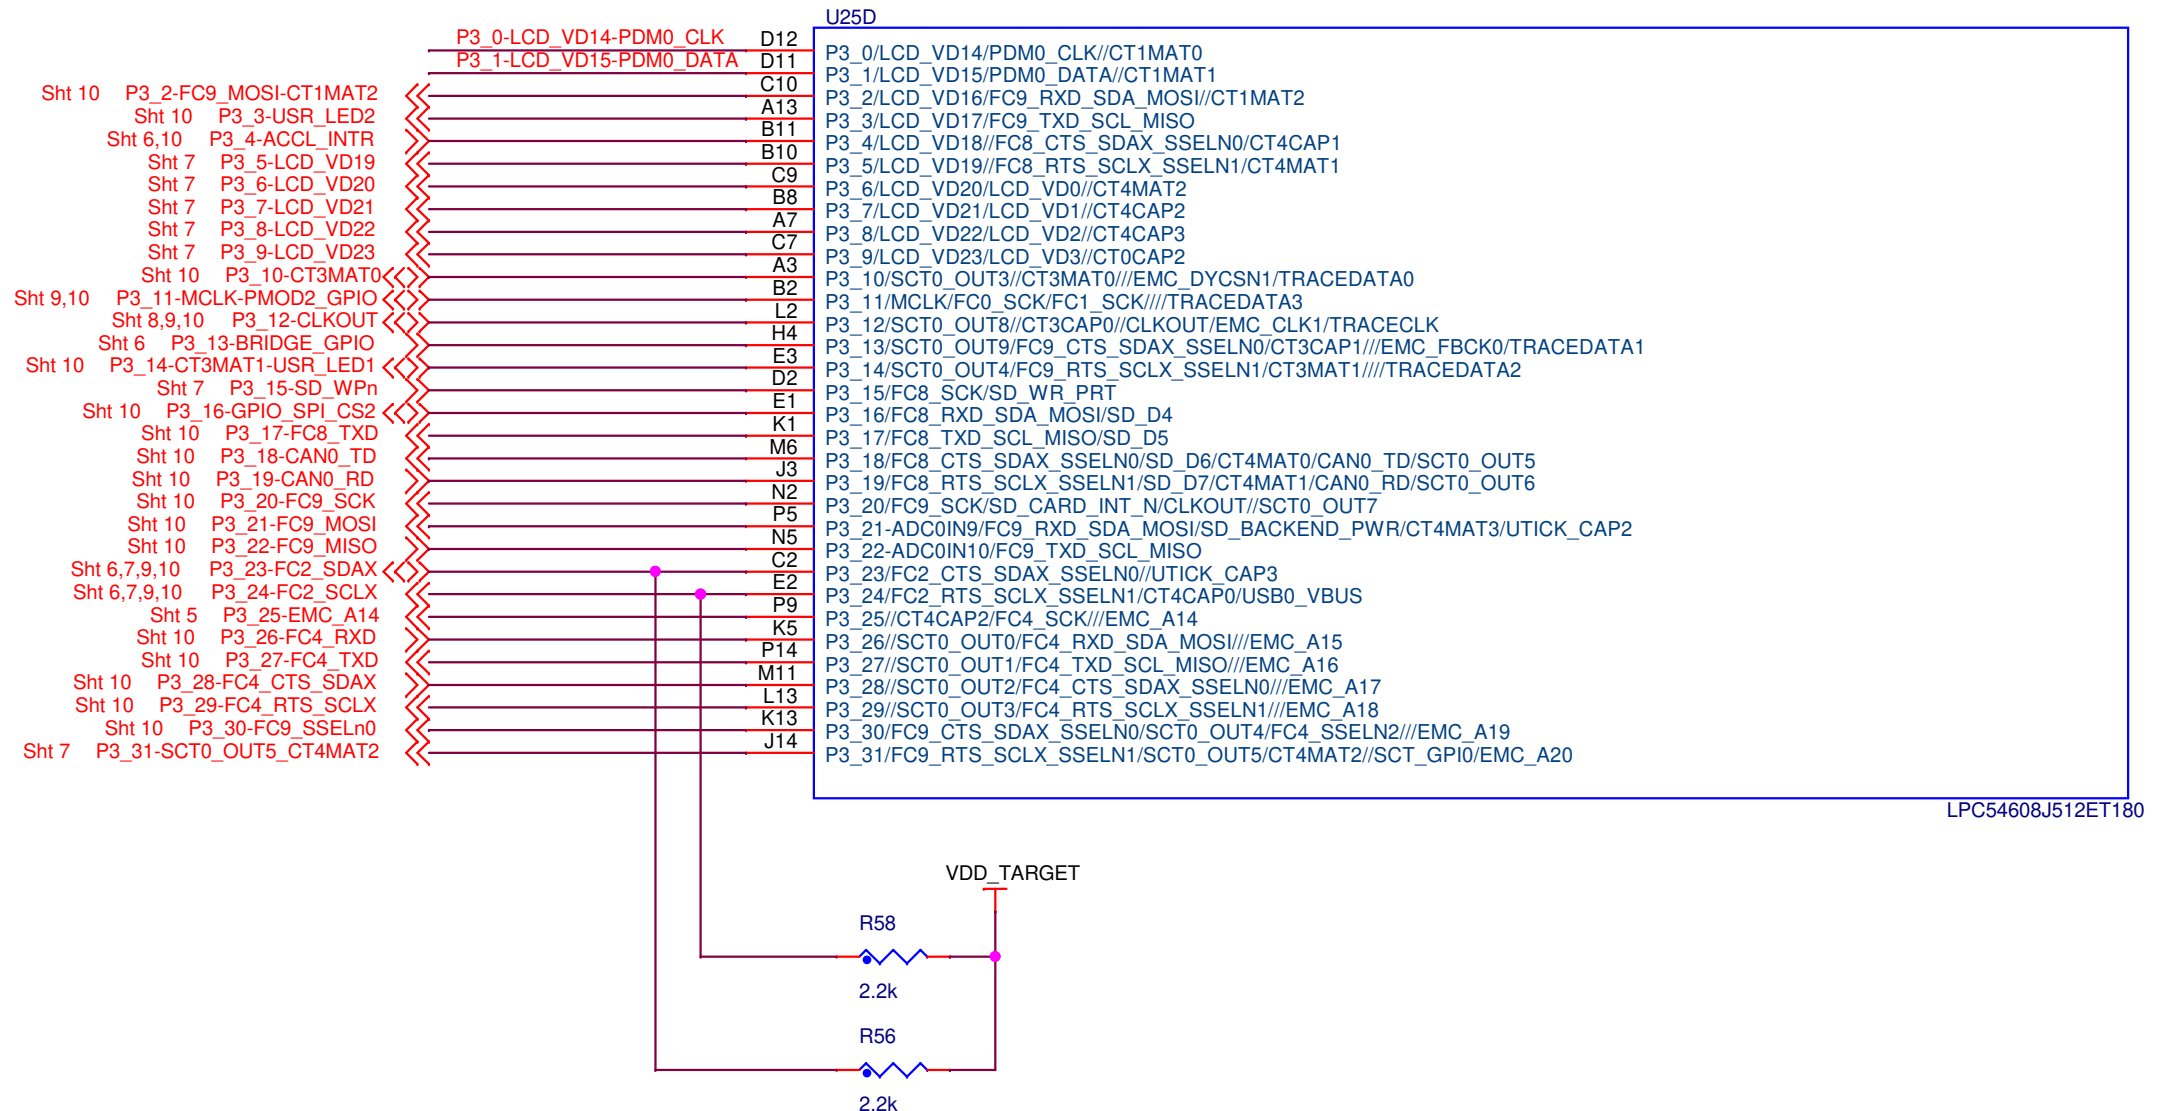 U25D
P3_0-LCD_VD14-PDM0_CLK D12 P3_0/LCD_VD14/PDM0_CLK//CT1MAT0
P3_1-LCD_VD15-PDM0_DATA D11 P3_1/LCD_VD15/PDM0_DATA//CT1MAT1
Sht 10 P3_2-FC9_MOSI-CT1MAT2 C10 P3_2/LCD_VD16/FC9_RXD_SDA_MOSI//CT1MAT2
Sht 10 P3_3-USR_LED2 A13 P3_3/LCD_VD17/FC9_TXD_SCL_MISO
Sht 6,10 P3_4-ACCL_INTR B11 P3_4/LCD_VD18//FC8_CTS_SDAX_SSELN0/CT4CAP1
Sht 7 P3_5-LCD_VD19 B10 P3_5/LCD_VD19//FC8_RTS_SCLX_SSELN1/CT4MAT1
Sht 7 P3_6-LCD_VD20 C9 P3_6/LCD_VD20/LCD_VD0//CT4MAT2
Sht 7 P3_7-LCD_VD21 B8 P3_7/LCD_VD21/LCD_VD1//CT4CAP2
Sht 7 P3_8-LCD_VD22 A7 P3_8/LCD_VD22/LCD_VD2//CT4CAP3
Sht 7 P3_9-LCD_VD23 C7 P3_9/LCD_VD23/LCD_VD3//CT0CAP2
Sht 10 P3_10-CT3MAT0 A3 P3_10/SCT0_OUT3//CT3MAT0///EMC_DYCSN1/TRACEDATA0
Sht 9,10 P3_11-MCLK-PMOD2_GPIO B2 P3_11/MCLK/FC0_SCK/FC1_SCK////TRACEDATA3
Sht 8,9,10 P3_12-CLKOUT L2 P3_12/SCT0_OUT8//CT3CAP0//CLKOUT/EMC_CLK1/TRACECLK
Sht 6 P3_13-BRIDGE_GPIO H4 P3_13/SCT0_OUT9/FC9_CTS_SDAX_SSELN0/CT3CAP1///EMC_FBCK0/TRACEDATA1
Sht 10 P3_14-CT3MAT1-USR_LED1 E3 P3_14/SCT0_OUT4/FC9_RTS_SCLX_SSELN1/CT3MAT1////TRACEDATA2
Sht 7 P3_15-SD_WPn D2 P3_15/FC8_SCK/SD_WR_PRT
Sht 10 P3_16-GPIO_SPI_CS2 E1 P3_16/FC8_RXD_SDA_MOSI/SD_D4
Sht 10 P3_17-FC8_TXD K1 P3_17/FC8_TXD_SCL_MISO/SD_D5
Sht 10 P3_18-CAN0_TD M6 P3_18/FC8_CTS_SDAX_SSELN0/SD_D6/CT4MAT0/CAN0_TD/SCT0_OUT5
Sht 10 P3_19-CAN0_RD J3 P3_19/FC8_RTS_SCLX_SSELN1/SD_D7/CT4MAT1/CAN0_RD/SCT0_OUT6
Sht 10 P3_20-FC9_SCK N2 P3_20/FC9_SCK/SD_CARD_INT_N/CLKOUT//SCT0_OUT7
Sht 10 P3_21-FC9_MOSI P5 P3_21-ADC0IN9/FC9_RXD_SDA_MOSI/SD_BACKEND_PWR/CT4MAT3/UTICK_CAP2
Sht 10 P3_22-FC9_MISO N5 P3_22-ADC0IN10/FC9_TXD_SCL_MISO
Sht 6,7,9,10 P3_23-FC2_SDAX C2 P3_23/FC2_CTS_SDAX_SSELN0//UTICK_CAP3
Sht 6,7,9,10 P3_24-FC2_SCLX E2 P3_24/FC2_RTS_SCLX_SSELN1/CT4CAP0/USB0_VBUS
Sht 5 P3_25-EMC_A14 P9 P3_25//CT4CAP2/FC4_SCK///EMC_A14
Sht 10 P3_26-FC4_RXD K5 P3_26//SCT0_OUT0/FC4_RXD_SDA_MOSI///EMC_A15
Sht 10 P3_27-FC4_TXD P14 P3_27//SCT0_OUT1/FC4_TXD_SCL_MISO///EMC_A16
Sht 10 P3_28-FC4_CTS_SDAX M11 P3_28//SCT0_OUT2/FC4_CTS_SDAX_SSELN0///EMC_A17
Sht 10 P3_29-FC4_RTS_SCLX L13 P3_29//SCT0_OUT3/FC4_RTS_SCLX_SSELN1///EMC_A18
Sht 10 P3_30-FC9_SSELn0 K13 P3_30/FC9_CTS_SDAX_SSELN0/SCT0_OUT4/FC4_SSELN2///EMC_A19
Sht 7 P3_31-SCT0_OUT5_CT4MAT2 J14 P3_31/FC9_RTS_SCLX_SSELN1/SCT0_OUT5/CT4MAT2//SCT_GPI0/EMC_A20
LPC54608J512ET180
VDD_TARGET
R58
2.2k
R56
2.2k